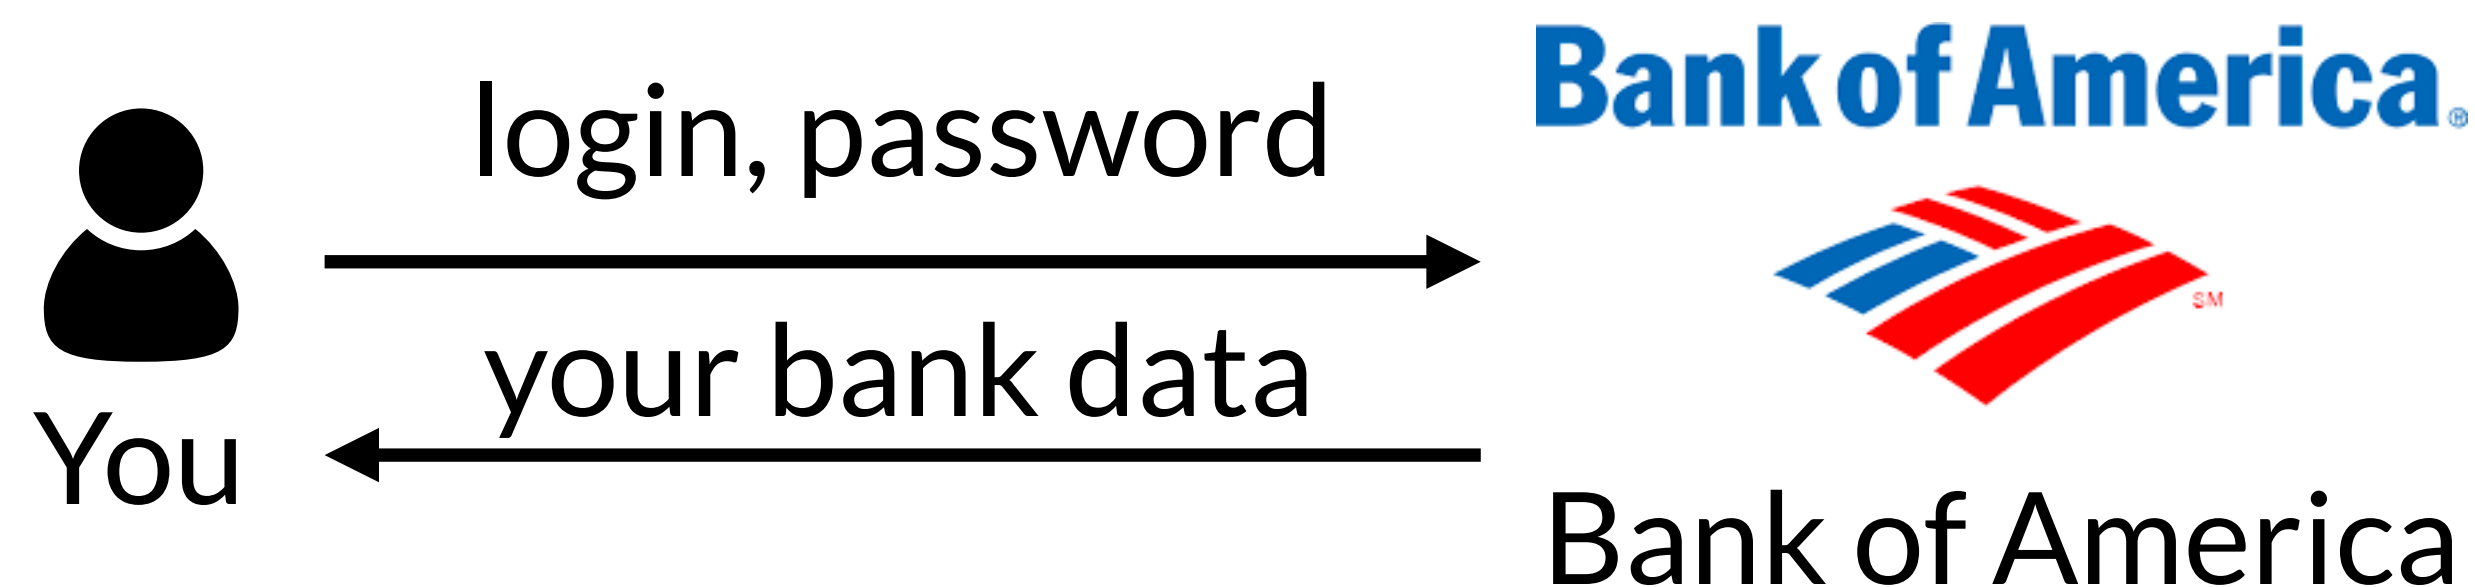 Bank of America®
login, password
SM
your bank data
You
Bank of America